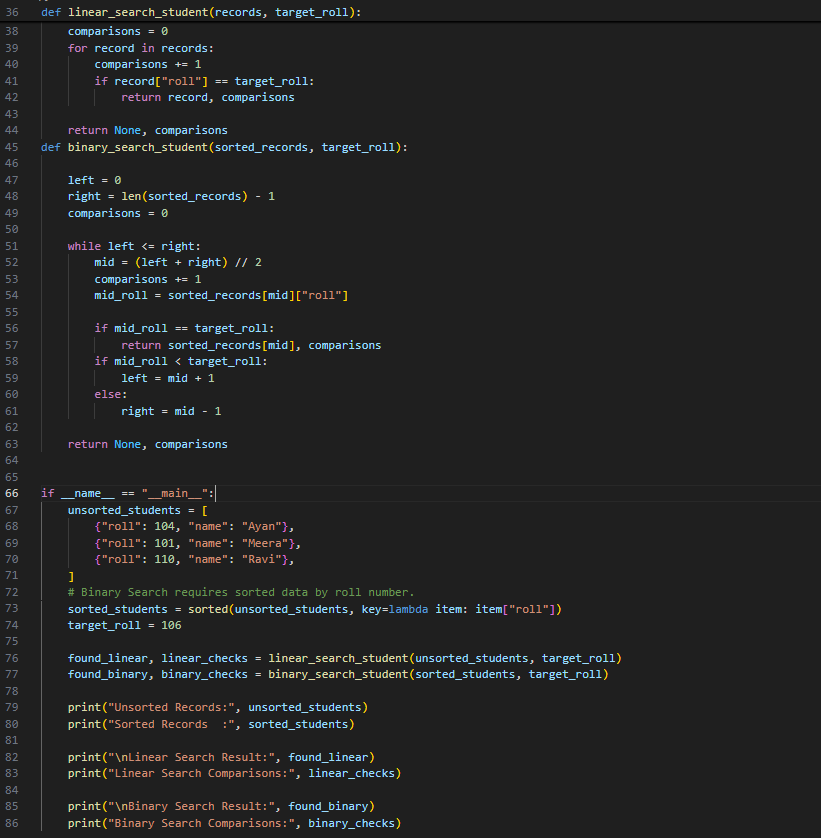 36 def linear_search_student(records, target_roll):
38     comparisons = 0
39     for record in records:
40         comparisons += 1
41         if record["roll"] == target_roll:
42             return record, comparisons
43
44     return None, comparisons
45 def binary_search_student(sorted_records, target_roll):
46
47     left = 0
48     right = len(sorted_records) - 1
49     comparisons = 0
50
51     while left <= right:
52         mid = (left + right) // 2
53         comparisons += 1
54         mid_roll = sorted_records[mid]["roll"]
55
56         if mid_roll == target_roll:
57             return sorted_records[mid], comparisons
58         if mid_roll < target_roll:
59             left = mid + 1
60         else:
61             right = mid - 1
62
63     return None, comparisons
64
65
66 if __name__ == "__main__":
67     unsorted_students = [
68         {"roll": 104, "name": "Ayan"},
69         {"roll": 101, "name": "Meera"},
70         {"roll": 110, "name": "Ravi"},
71     ]
72     # Binary Search requires sorted data by roll number.
73     sorted_students = sorted(unsorted_students, key=lambda item: item["roll"])
74     target_roll = 106
75
76     found_linear, linear_checks = linear_search_student(unsorted_students, target_roll)
77     found_binary, binary_checks = binary_search_student(sorted_students, target_roll)
78
79     print("Unsorted Records:", unsorted_students)
80     print("Sorted Records  :", sorted_students)
81
82     print("\nLinear Search Result:", found_linear)
83     print("Linear Search Comparisons:", linear_checks)
84
85     print("\nBinary Search Result:", found_binary)
86     print("Binary Search Comparisons:", binary_checks)